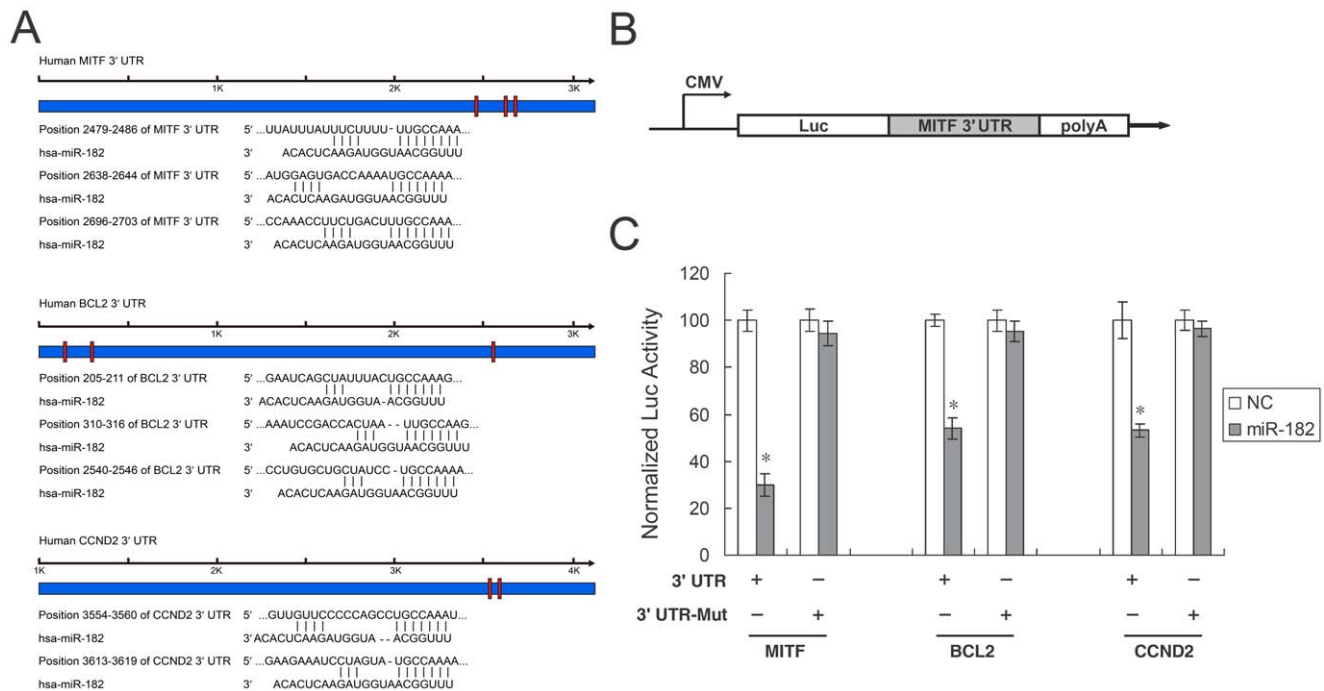 A
Human MITF 3' UTR
1K 2K 3K
Position 2479-2486 of MITF 3' UTR 5' ...UUAUUUAUUUCUUUU-UUGCCAAA...
hsa-miR-182 3' ACACUCAAGAUGGUAACGGUUU
Position 2638-2644 of MITF 3' UTR 5' ...AUGGAGUGACCAAAAUGCCAAAA...
hsa-miR-182 3' ACACUCAAGAUGGUAACGGUUU
Position 2696-2703 of MITF 3' UTR 5' ...CCAAACCUUCUGACUUUGCCAAA...
hsa-miR-182 3' ACACUCAAGAUGGUAACGGUUU
Human BCL2 3' UTR
1K 2K 3K
Position 205-211 of BCL2 3' UTR 5' ...GAAUCAGCUAUUUACUGCCAAAG...
hsa-miR-182 3' ACACUCAAGAUGGUA-ACGGUUU
Position 310-316 of BCL2 3' UTR 5' ...AAAUCCGACCACUAA--UUGCCAAG...
hsa-miR-182 3' ACACUCAAGAUGGUAACGGUUU
Position 2540-2546 of BCL2 3' UTR 5' ...CCUGUGCUGCUAUCC-UGCCAAAA...
hsa-miR-182 3' ACACUCAAGAUGGUAACGGUUU
Human CCND2 3' UTR
1K 2K 3K 4K
Position 3554-3560 of CCND2 3' UTR 5' ...GUUGUUCCCCCAGCCUGCCAAAU...
hsa-miR-182 3' ACACUCAAGAUGGUA--ACGGUUU
Position 3613-3619 of CCND2 3' UTR 5' ...GAAGAAAUCCUAGUA-UGCCAAAA...
hsa-miR-182 3' ACACUCAAGAUGGUAACGGUUU
B
CMV
Luc MITF 3' UTR polyA
C
Normalized Luc Activity
120
100
80
60
40
20
0
* * *
NC
miR-182
3' UTR + − + − + −
3' UTR-Mut − + − + − +
MITF BCL2 CCND2